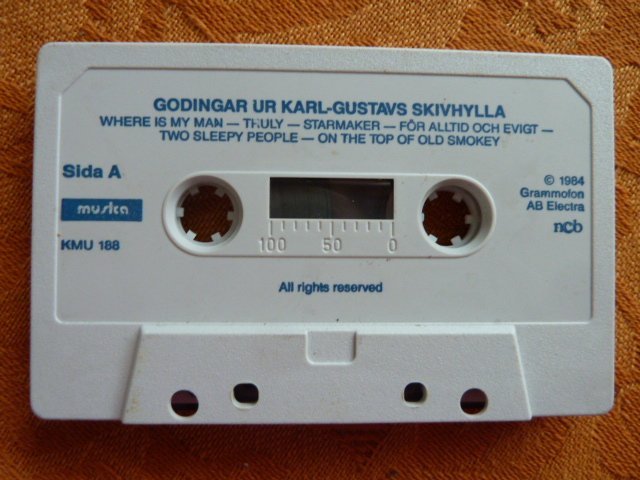 GODINGAR UR KARL-GUSTAVS SKIVHYLLA
WHERE IS MY MAN — TRULY — STARMAKER — FÖR ALLTID OCH EVIGT —
TWO SLEEPY PEOPLE — ON THE TOP OF OLD SMOKEY
Sida A
musica
KMU 188
100 50 0
© 1984
Grammofon
AB Electra
ncb
All rights reserved